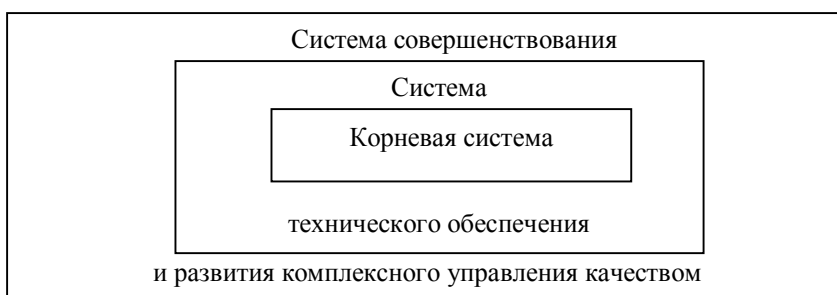 Система совершенствования
Система
Корневая система
технического обеспечения
и развития комплексного управления качеством